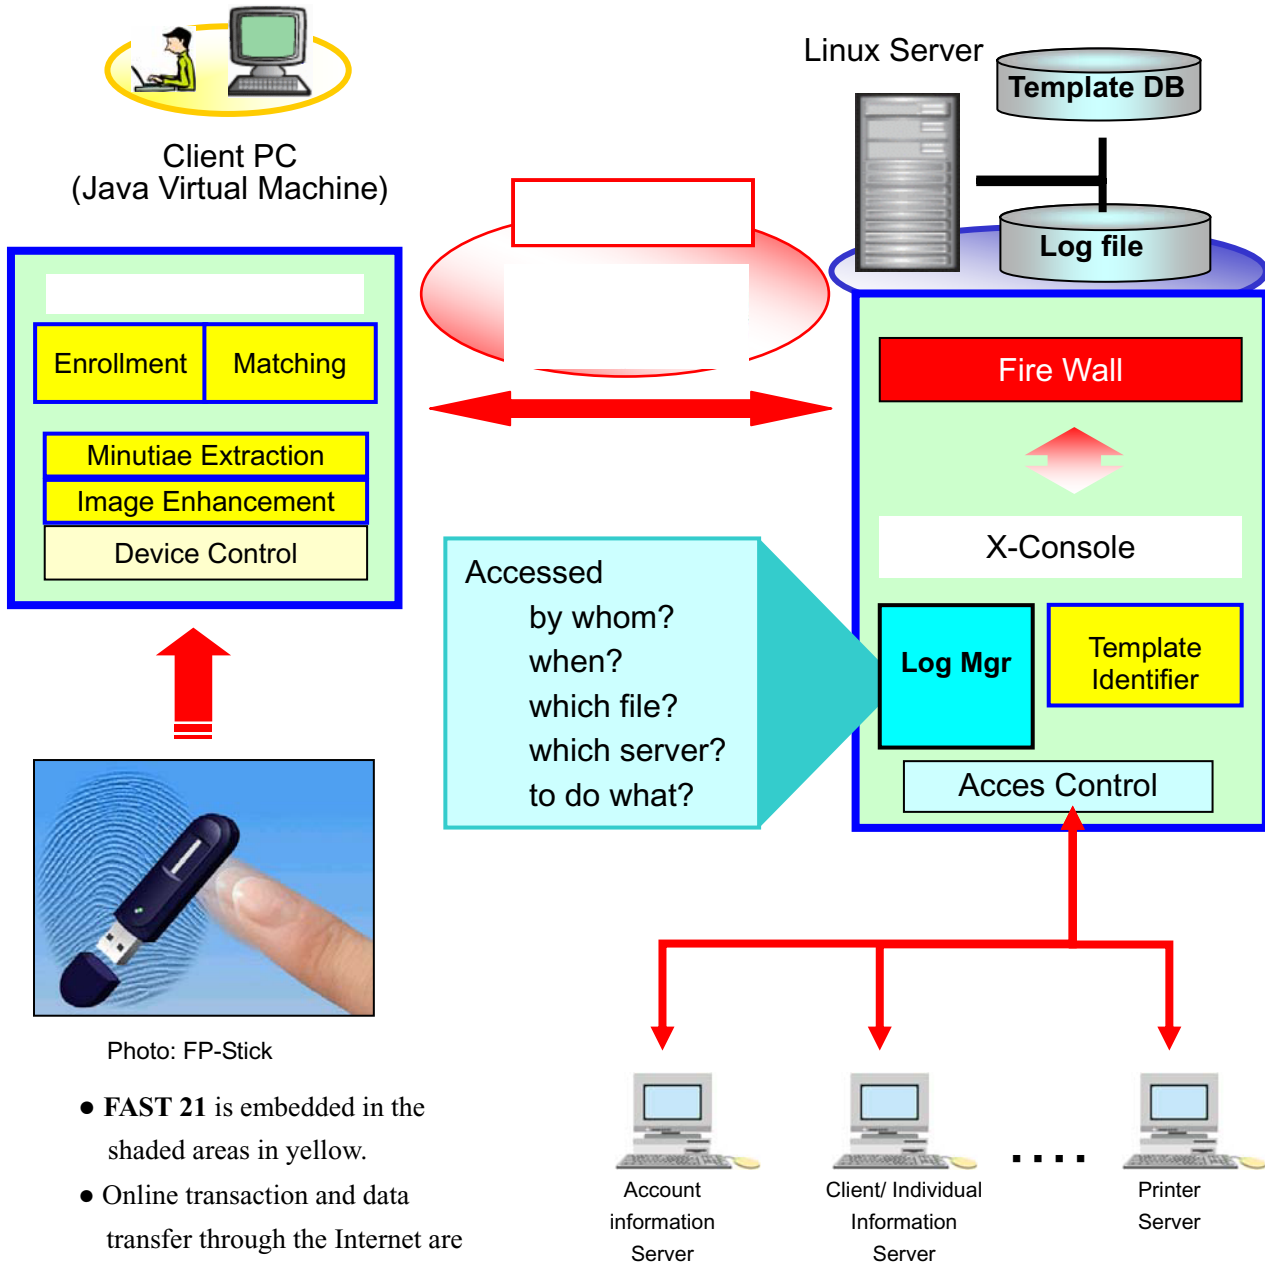 Linux Server
Template DB
Client PC
(Java Virtual Machine)
Log file
Enrollment
Matching
Fire Wall
Minutiae Extraction
Image Enhancement
Device Control
X-Console
Accessed
by whom?
when?
which file?
which server?
to do what?
Log Mgr
Template
Identifier
Acces Control
Photo: FP-Stick
● FAST 21 is embedded in the
shaded areas in yellow.
● Online transaction and data
transfer through the Internet are
Account
information
Server
Client/ Individual
Information
Server
. . . .
Printer
Server